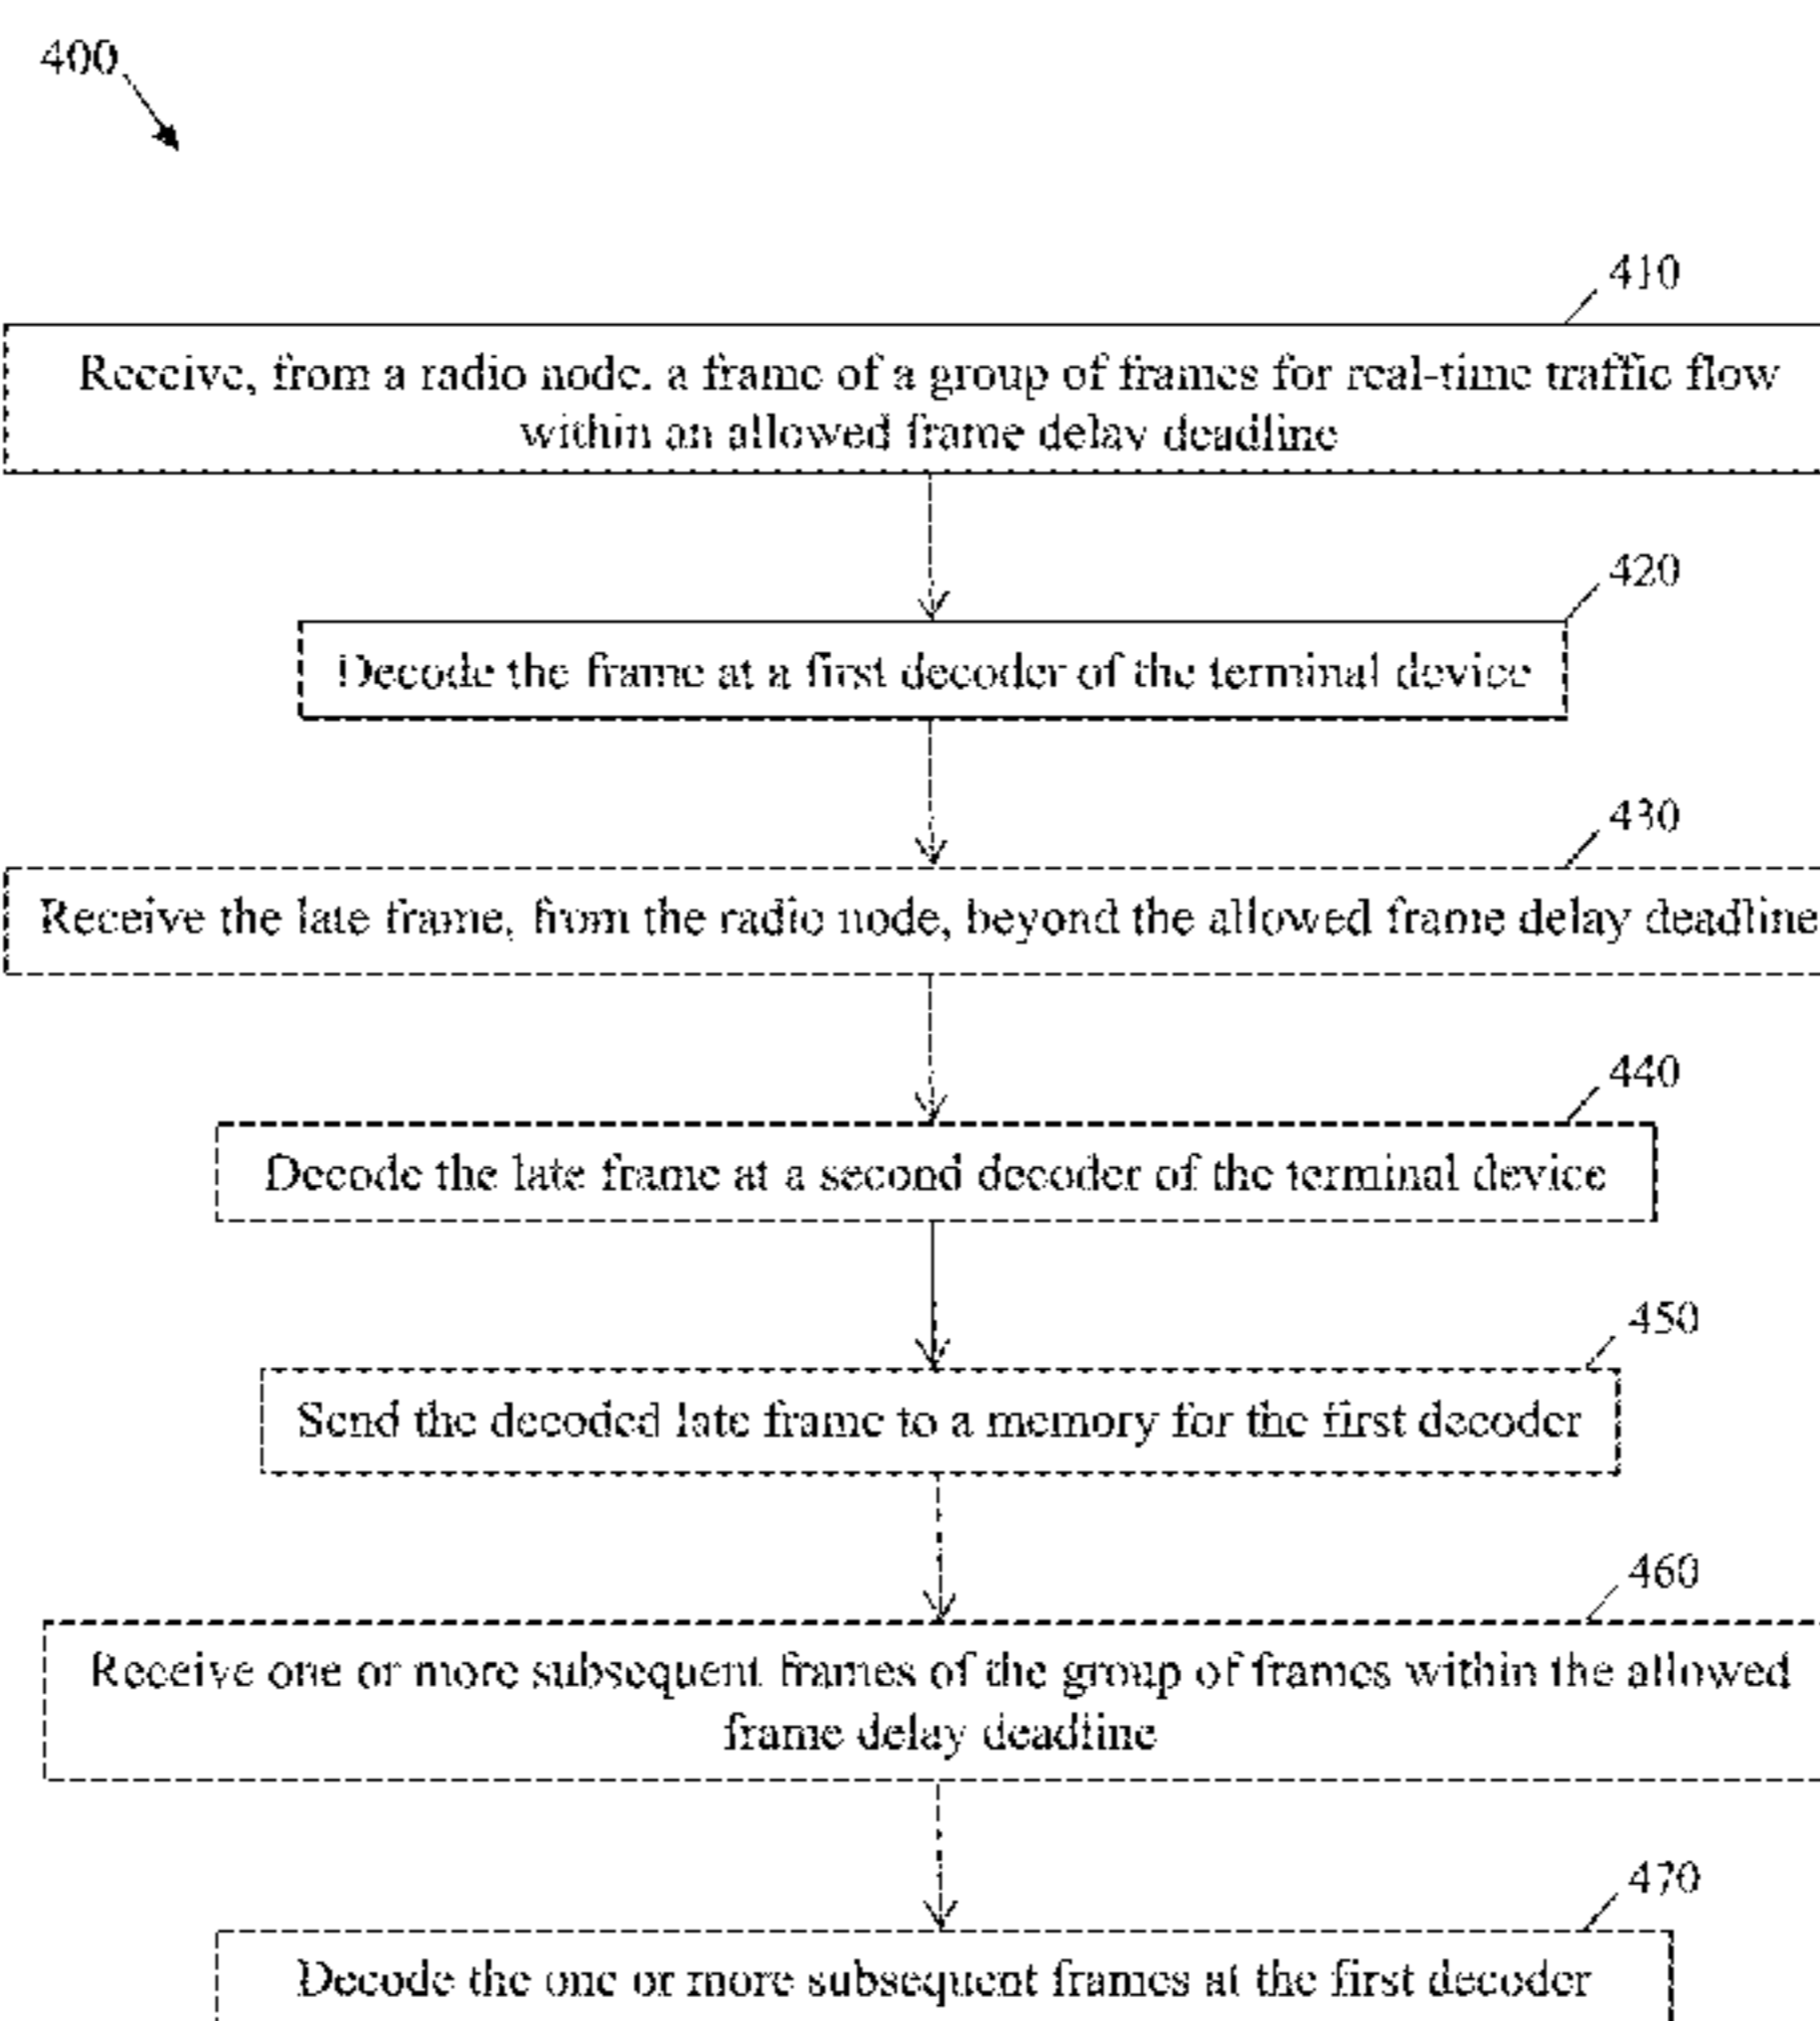 400
410
Receive, from a radio node, a frame of a group of frames for real-time traffic flow
within an allowed frame delay deadline
420
Decode the frame at a first decoder of the terminal device
430
Receive the late frame, from the radio node, beyond the allowed frame delay deadline
440
Decode the late frame at a second decoder of the terminal device
450
Send the decoded late frame to a memory for the first decoder
460
Receive one or more subsequent frames of the group of frames within the allowed
frame delay deadline
470
Decode the one or more subsequent frames at the first decoder